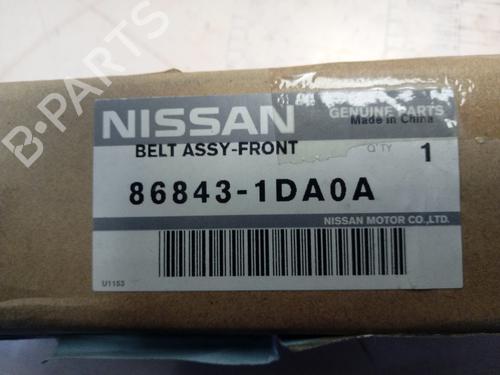 NISSAN
GENUINE PARTS
Made in China
BELT ASSY-FRONT
Q'TY
1
86843-1DA0A
NISSAN MOTOR CO.,LTD.
U1153
B-PARTS